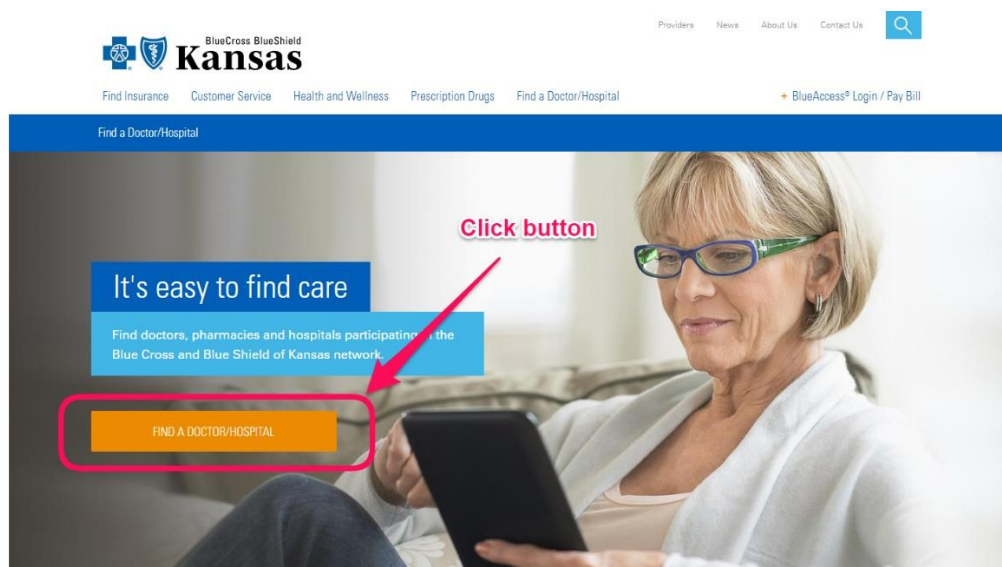 Providers News About Us Contact Us
BlueCross BlueShield
Kansas
Find Insurance Customer Service Health and Wellness Prescription Drugs Find a Doctor/Hospital + BlueAccess® Login / Pay Bill
Find a Doctor/Hospital
Click button
It's easy to find care
Find doctors, pharmacies and hospitals participating in the
Blue Cross and Blue Shield of Kansas network.
FIND A DOCTOR/HOSPITAL